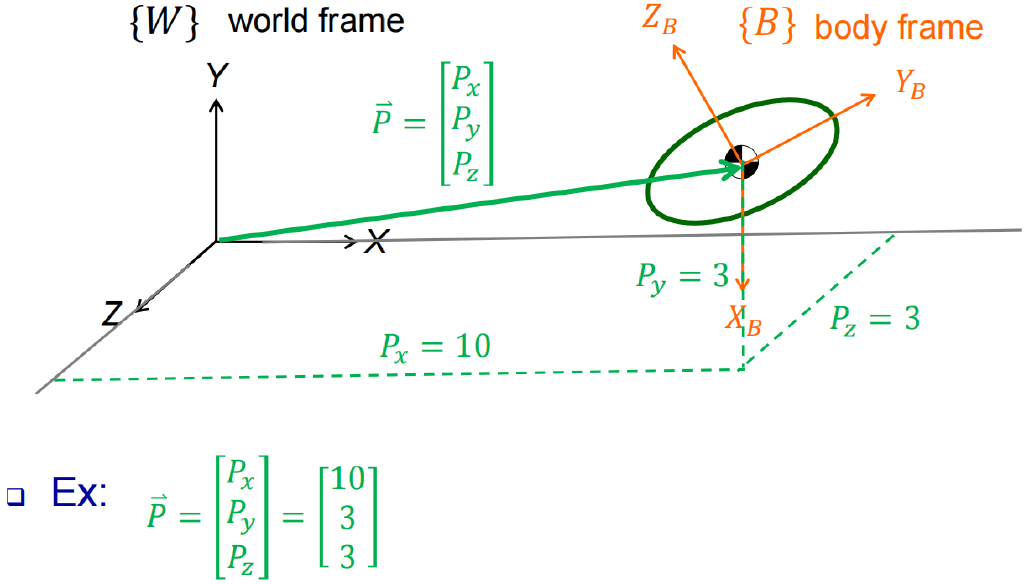 {W} world frame
Z_B {B} body frame
Y
Y_B
\vec{P} = \begin{bmatrix} P_x \\ P_y \\ P_z \end{bmatrix}
X
P_y = 3
Z
X_B
P_z = 3
P_x = 10
❑ Ex: \vec{P} = \begin{bmatrix} P_x \\ P_y \\ P_z \end{bmatrix} = \begin{bmatrix} 10 \\ 3 \\ 3 \end{bmatrix}